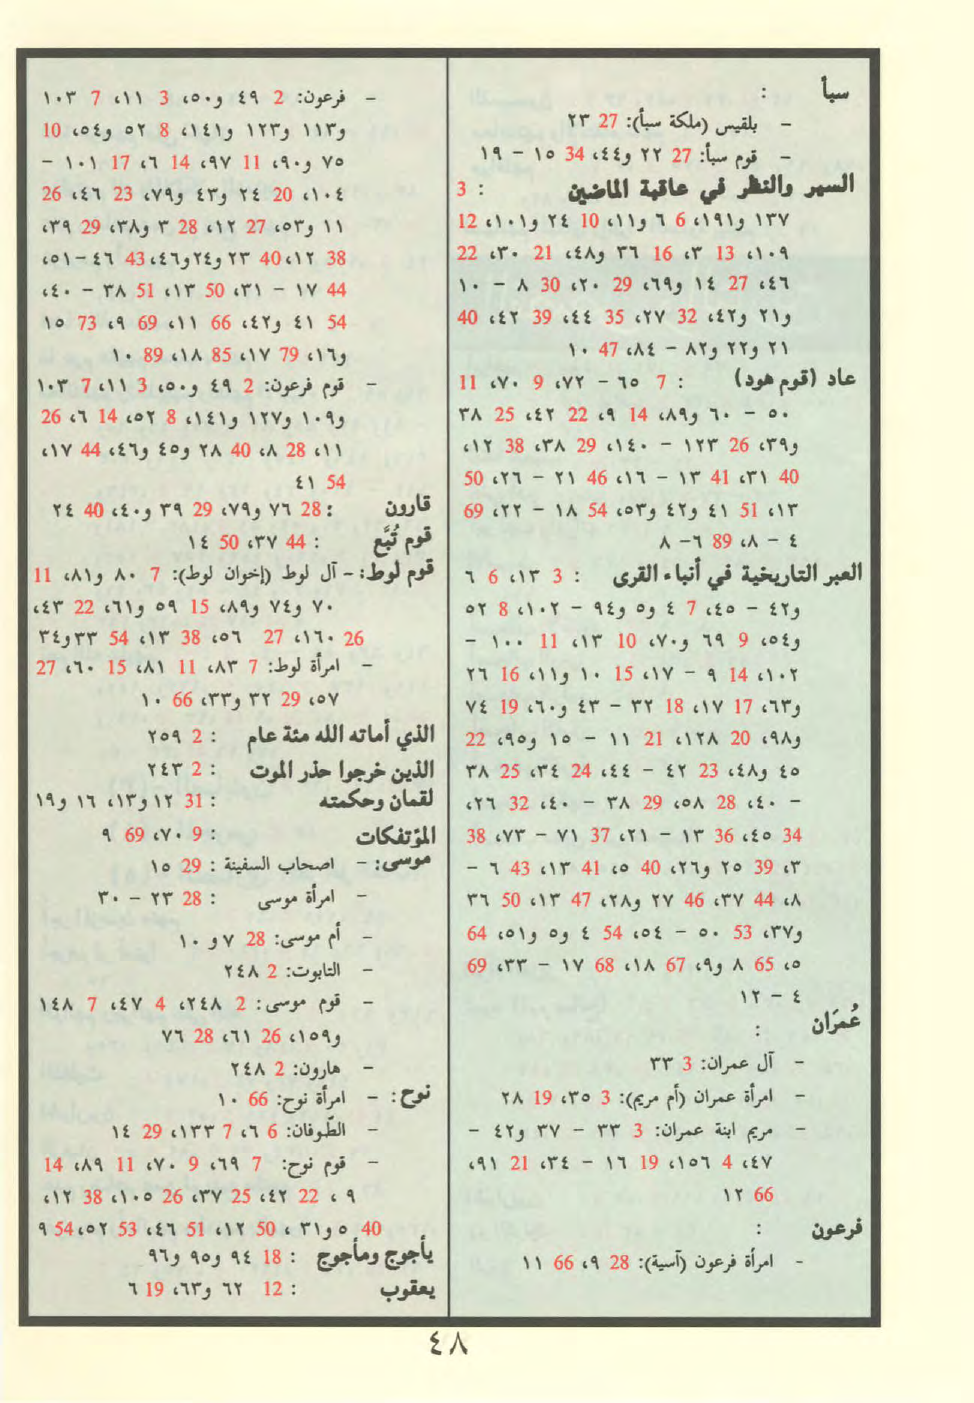 سبأ :
– بلقيس (ملكة سبأ): 27 ٢٣
– قوم سبأ: 27 ٢٢ و٤٤، 34 ١٥ – ١٩
السير والنظر في عاقبة الماضين : 3
١٣٧ و١٩١، 6 ٦ و١١، 10 ٢٤ و١٠١، 12
١٠٩، 13 ٣، 16 ٣٦ و٤٨، 21 ٣٠، 22
٤٦، 27 ١٤ و٦٩، 29 ٢٠، 30 ٨ – ١٠
و٢١ و٤٢، 32 ٢٧، 35 ٤٤، 39 ٤٢، 40
٢١ و٢٢ و٨٢ – ٨٤، 47 ١٠
عاد (قوم هود) : 7 ٦٥ – ٧٢، 9 ٧٠، 11
٥٠ – ٦٠ و٨٩، 14 ٩، 22 ٤٢، 25 ٣٨
و٣٩، 26 ١٢٣ – ١٤٠، 29 ٣٨، 38 ١٢،
40 ٣١، 41 ١٣ – ١٦، 46 ٢١ – ٢٦، 50
١٣، 51 ٤١ و٤٢ و٥٣، 54 ١٨ – ٢٢، 69
٤ – ٨، 89 ٦– ٨
العبر التاريخية في أنباء القرى : 3 ١٣، 6 ٦
و٤٢ – ٤٥، 7 ٤ و٥ و٩٤ – ١٠٢، 8 ٥٢
و٥٤، 9 ٦٩ و٧٠، 10 ١٣، 11 ١٠٠ –
١٠٢، 14 ٩ – ١٧، 15 ١٠ و١١، 16 ٢٦
و٦٣، 17 ١٧، 18 ٣٢ – ٤٣ و٦٠، 19 ٧٤
و٩٨، 20 ١٢٨، 21 ١١ – ١٥ و٩٥، 22
٤٥ و٤٨، 23 ٤٢ – ٤٤، 24 ٣٤، 25 ٣٨
– ٤٠، 28 ٥٨، 29 ٣٨ – ٤٠، 32 ٢٦،
34 ٤٥، 36 ١٣ – ٢١، 37 ٧١ – ٧٣، 38
٣، 39 ٢٥ و٢٦، 40 ٥، 41 ١٣، 43 ٦ –
٨، 44 ٣٧، 46 ٢٧ و٢٨، 47 ١٣، 50 ٣٦
و٣٧، 53 ٥٠ – ٥٤، 54 ٤ و٥ و٥١، 64
٥، 65 ٨ و٩، 67 ١٨، 68 ١٧ – ٣٣، 69
٤ – ١٢
عُمرَان :
– آل عمران: 3 ٣٣
– امرأة عمران (أم مريم): 3 ٣٥، 19 ٢٨
– مريم ابنة عمران: 3 ٣٣ – ٣٧ و٤٢ –
٤٧، 4 ١٥٦، 19 ١٦ – ٣٤، 21 ٩١،
66 ١٢
فرعون :
– امرأة فرعون (آسية): 28 ٩، 66 ١١
– فرعون: 2 ٤٩ و٥٠، 3 ١١، 7 ١٠٣
و١١٣ و١٢٣ و١٤١، 8 ٥٢ و٥٤، 10
٧٥ و٩٠، 11 ٩٧، 14 ٦، 17 ١٠١ –
١٠٤، 20 ٢٤ و٤٣ و٧٩، 23 ٤٦، 26
١١ و٥٣، 27 ١٢، 28 ٣ و٣٨، 29 ٣٩،
38 ١٢، 40 ٢٣ و٢٤ و٤٦، 43 ٤٦ –٥١،
44 ١٧ – ٣١، 50 ١٣، 51 ٣٨ – ٤٠،
54 ٤١ و٤٢، 66 ١١، 69 ٩، 73 ١٥
و١٦، 79 ١٧، 85 ١٨، 89 ١٠
– قوم فرعون: 2 ٤٩ و٥٠، 3 ١١، 7 ١٠٣
و١٠٩ و١٢٧ و١٤١، 8 ٥٢، 14 ٦، 26
١١، 28 ٨، 40 ٢٨ و٤٥ و٤٦، 44 ١٧،
54 ٤١
قارون : 28 ٧٦ و٧٩، 29 ٣٩ و٤٠، 40 ٢٤
قوم تُبَّع : 44 ٣٧، 50 ١٤
قوم لوط: – آل لوط (إخوان لوط): 7 ٨٠ و٨١، 11
٧٠ و٧٤ و٨٩، 15 ٥٩ و٦١، 22 ٤٣،
26 ١٦٠، 27 ٥٦، 38 ١٣، 54 ٣٣ و٣٤
– امرأة لوط: 7 ٨٣، 11 ٨١، 15 ٦٠، 27
٥٧، 29 ٣٢ و٣٣، 66 ١٠
الذي أماته الله مئة عام : 2 ٢٥٩
الذين خرجوا حذر الموت : 2 ٢٤٣
لقمان وحكمته : 31 ١٢ و١٣، ١٦ و١٩
المؤتفكات : 9 ٧٠، 69 ٩
موسى: – اصحاب السفينة : 29 ١٥
– امرأة موسى : 28 ٢٣ – ٣٠
– أم موسى: 28 ٧ و ١٠
– التابوت: 2 ٢٤٨
– قوم موسى: 2 ٢٤٨، 4 ٤٧، 7 ١٤٨
و١٥٩، 26 ٦١، 28 ٧٦
– هارون: 2 ٢٤٨
نوح: – امرأة نوح: 66 ١٠
– الطّوفان: 6 ٦، 7 ١٣٣، 29 ١٤
– قوم نوح: 7 ٦٩، 9 ٧٠، 11 ٨٩، 14
٩ ، 22 ٤٢، 25 ٣٧، 26 ١٠٥، 38 ١٢،
40 ٥ و٣١ ، 50 ١٢، 51 ٤٦، 53 ٥٢، 54 ٩
يأجوج ومأجوج : 18 ٩٤ و٩٥ و٩٦
يعقوب : 12 ٦٢ و٦٣، 19 ٦
٤٨